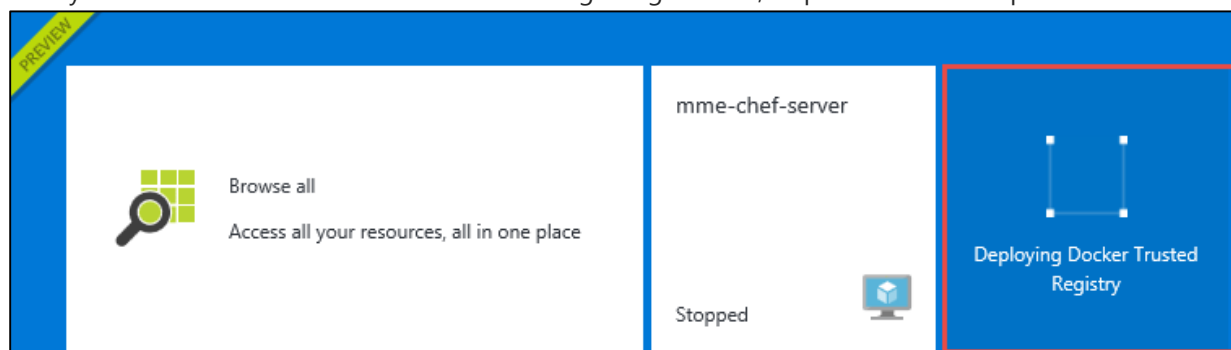 PREVIEW
mme-chef-server
Browse all
Access all your resources, all in one place
Deploying Docker Trusted
Registry
Stopped